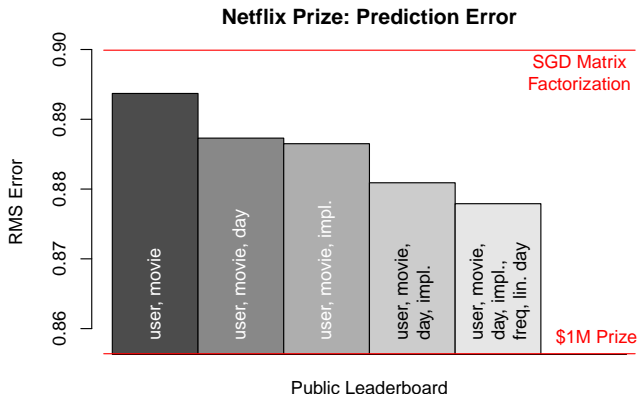 Netflix Prize: Prediction Error
RMS Error
0.90
0.89
0.88
0.87
0.86
SGD Matrix
Factorization
user, movie
user, movie, day
user, movie, impl.
user, movie,
day, impl.
user, movie,
day, impl.,
freq, lin. day
$1M Prize
Public Leaderboard